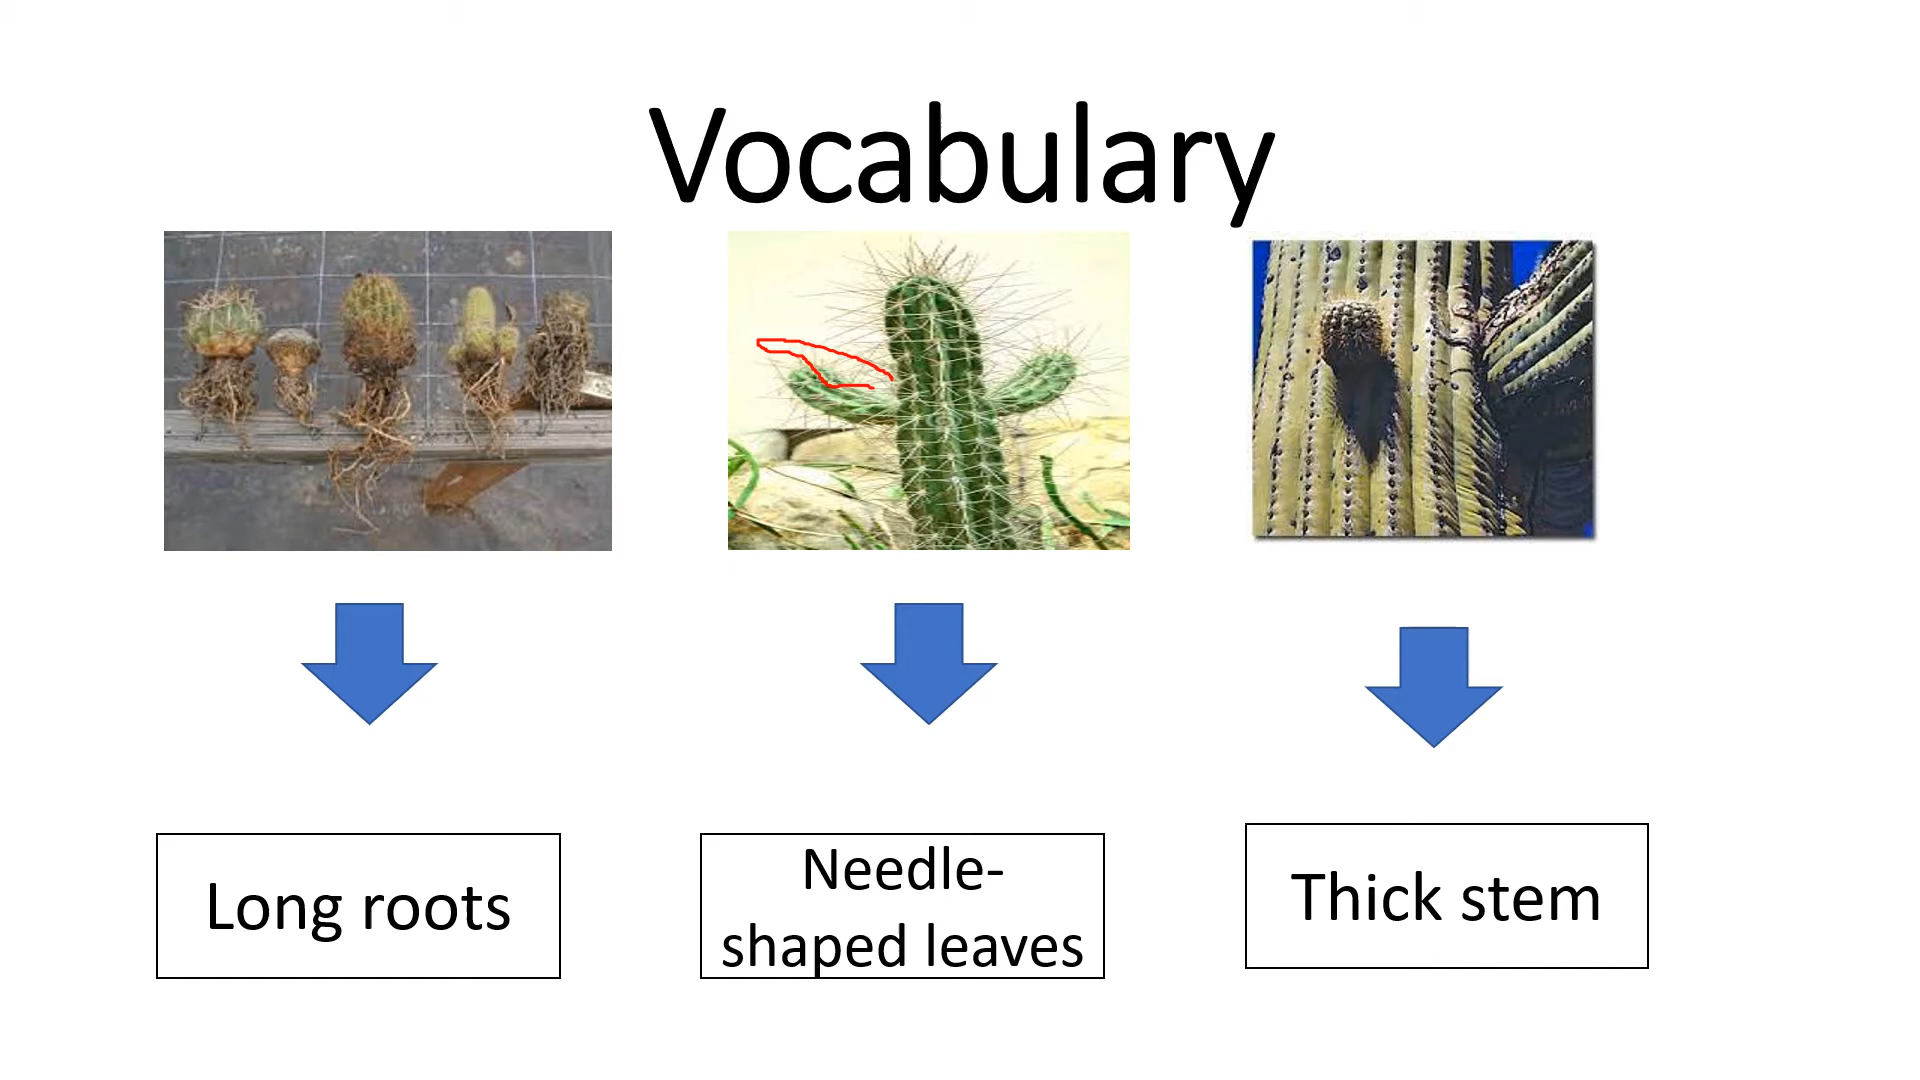 Vocabulary
Long roots
Needle-
shaped leaves
Thick stem